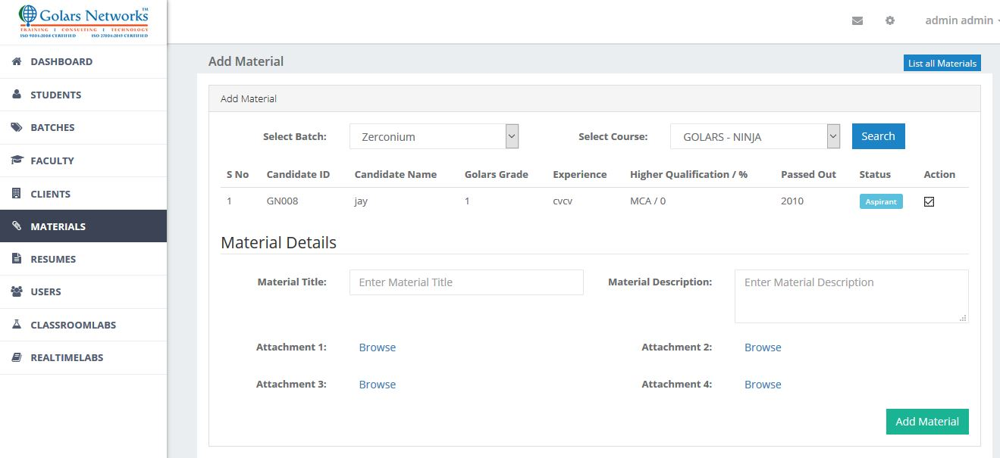 Golars Networks™
TRAINING | CONSULTING | TECHNOLOGY
ISO 9001:2008 CERTIFIED ISO 27001:2013 CERTIFIED
admin admin
DASHBOARD
STUDENTS
BATCHES
FACULTY
CLIENTS
MATERIALS
RESUMES
USERS
CLASSROOMLABS
REALTIMELABS
Add Material List all Materials
Add Material
Select Batch: Zerconium Select Course: GOLARS - NINJA Search
S No Candidate ID Candidate Name Golars Grade Experience Higher Qualification / % Passed Out Status Action
1 GN008 jay 1 cvcv MCA / 0 2010 Aspirant
Material Details
Material Title: Enter Material Title Material Description: Enter Material Description
Attachment 1: Browse Attachment 2: Browse
Attachment 3: Browse Attachment 4: Browse
Add Material